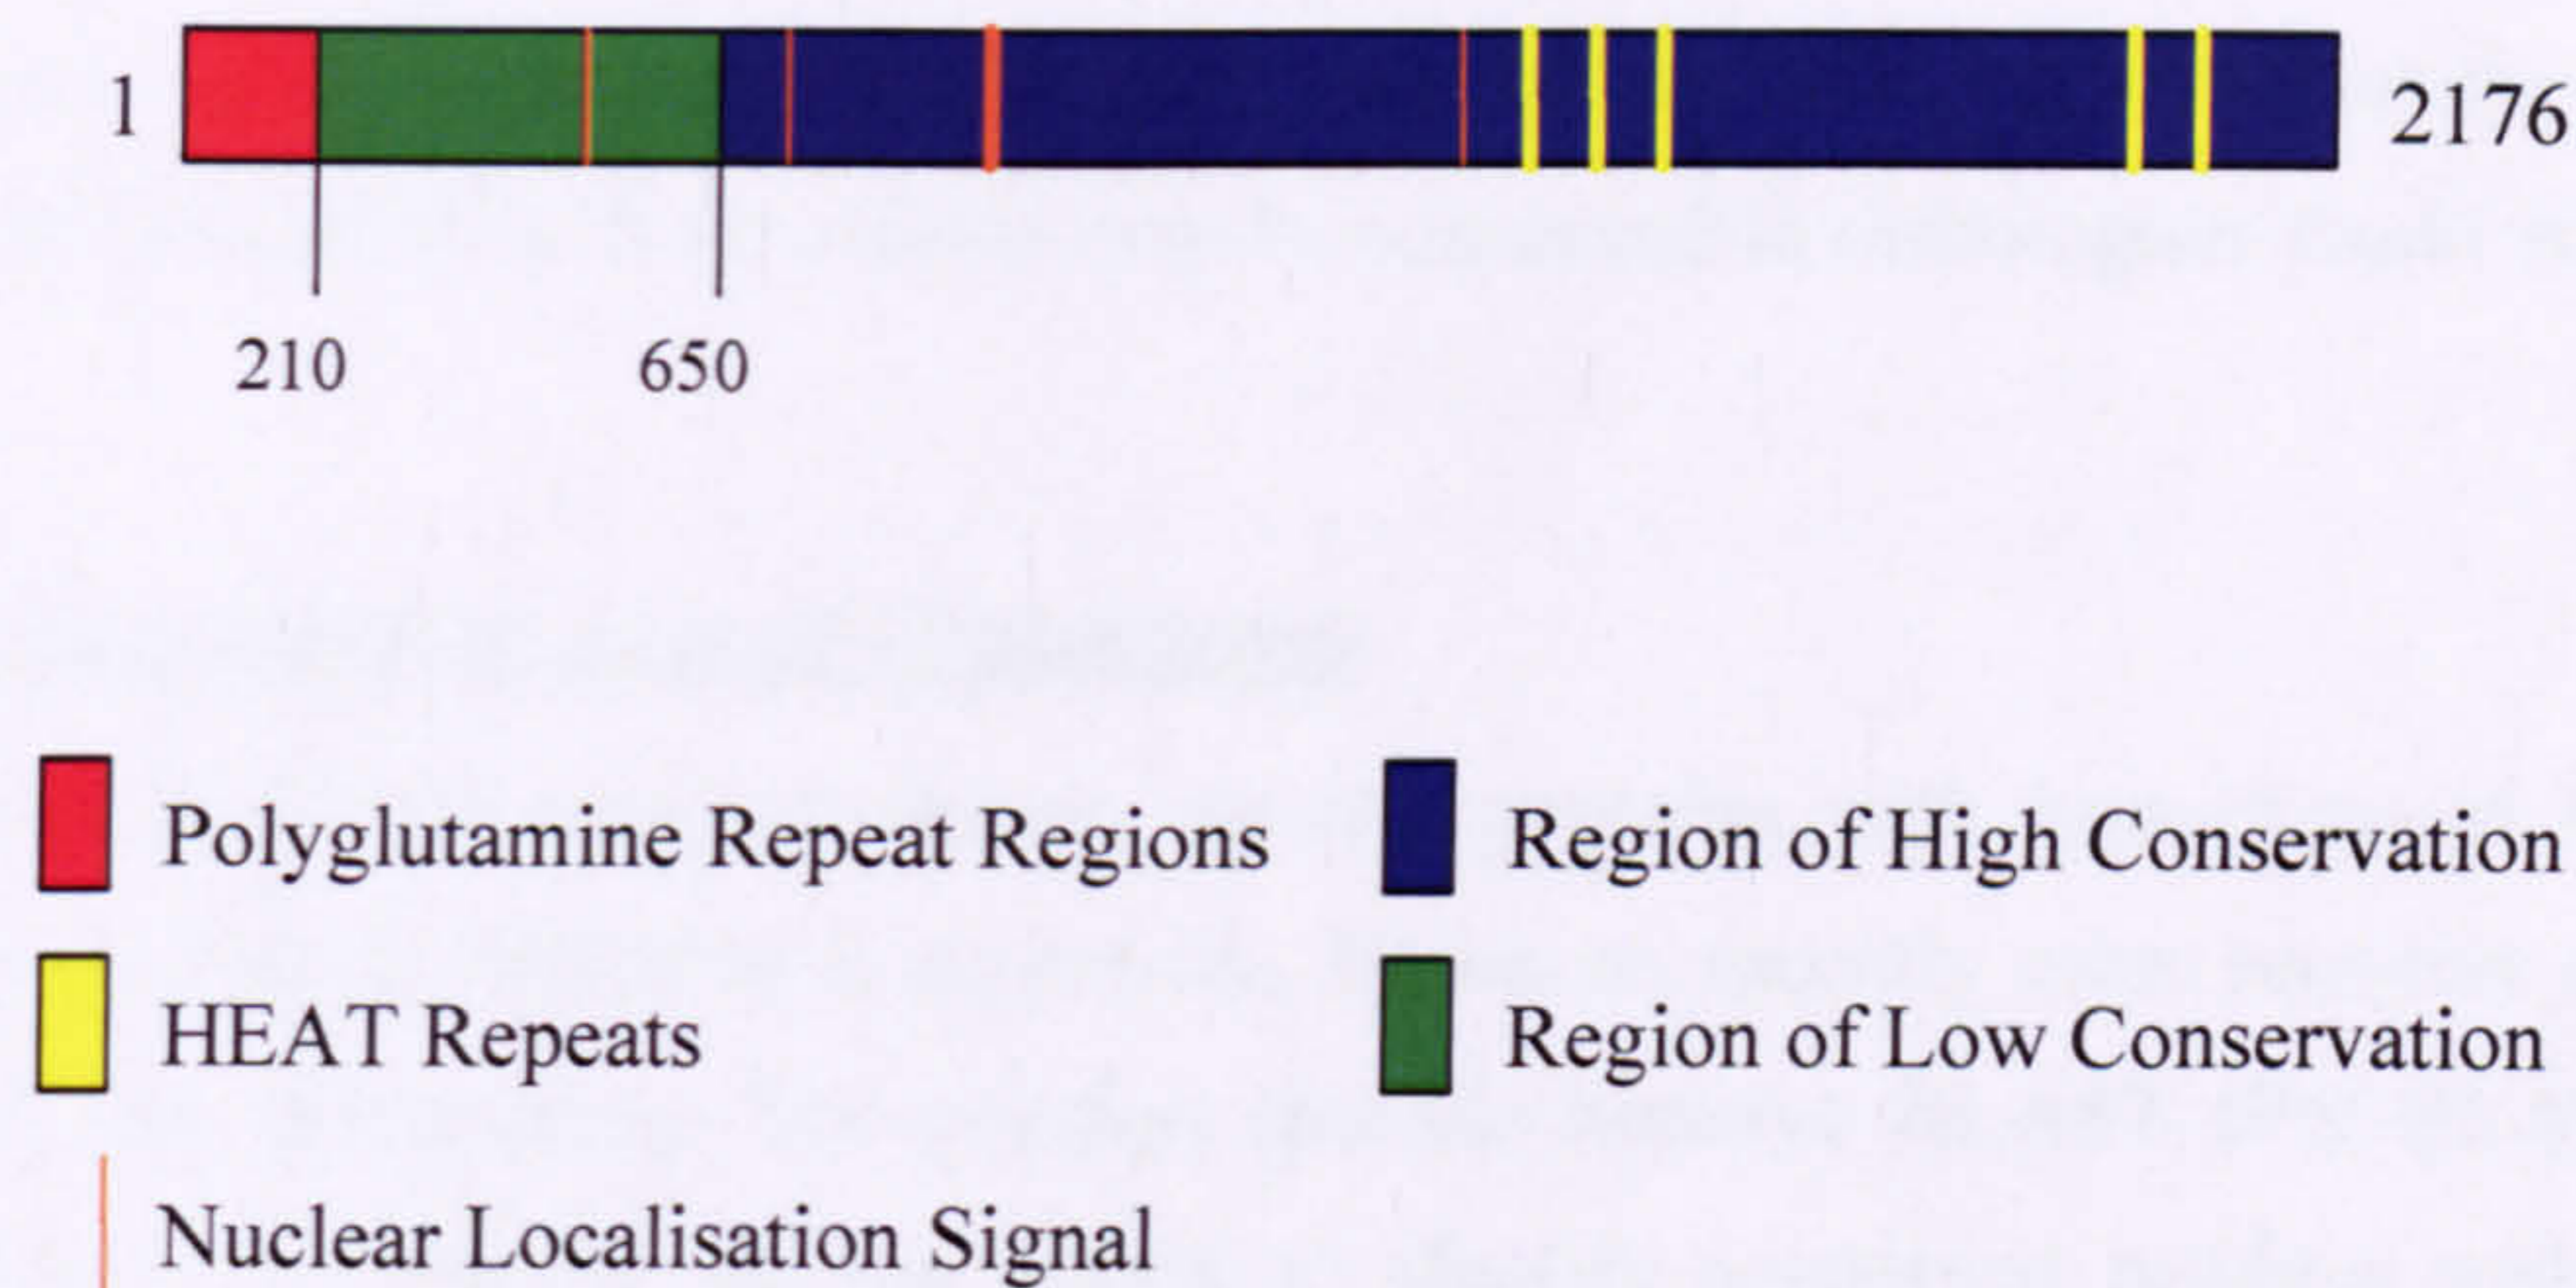 1
2176
210
650
Polyglutamine Repeat Regions
Region of High Conservation
HEAT Repeats
Region of Low Conservation
Nuclear Localisation Signal